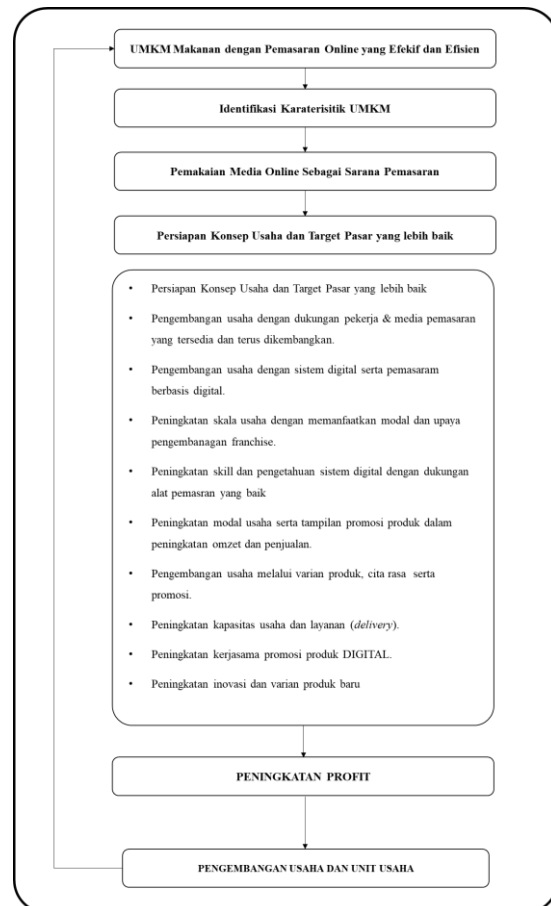 UMKM Makanan dengan Pemasaran Online yang Efekif dan Efisien
Identifikasi Karaterisitik UMKM
Pemakaian Media Online Sebagai Sarana Pemasaran
Persiapan Konsep Usaha dan Target Pasar yang lebih baik
• Persiapan Konsep Usaha dan Target Pasar yang lebih baik
• Pengembangan usaha dengan dukungan pekerja & media pemasaran
yang tersedia dan terus dikembangkan.
• Pengembangan usaha dengan sistem digital serta pemasaram
berbasis digital.
• Peningkatan skala usaha dengan memanfaatkan modal dan upaya
pengembanagan franchise.
• Peningkatan skill dan pengetahuan sistem digital dengan dukungan
alat pemasran yang baik
• Peningkatan modal usaha serta tampilan promosi produk dalam
peningkatan omzet dan penjualan.
• Pengembangan usaha melalui varian produk, cita rasa serta
promosi.
• Peningkatan kapasitas usaha dan layanan (delivery).
• Peningkatan kerjasama promosi produk DIGITAL.
• Peningkatan inovasi dan varian produk baru
PENINGKATAN PROFIT
PENGEMBANGAN USAHA DAN UNIT USAHA